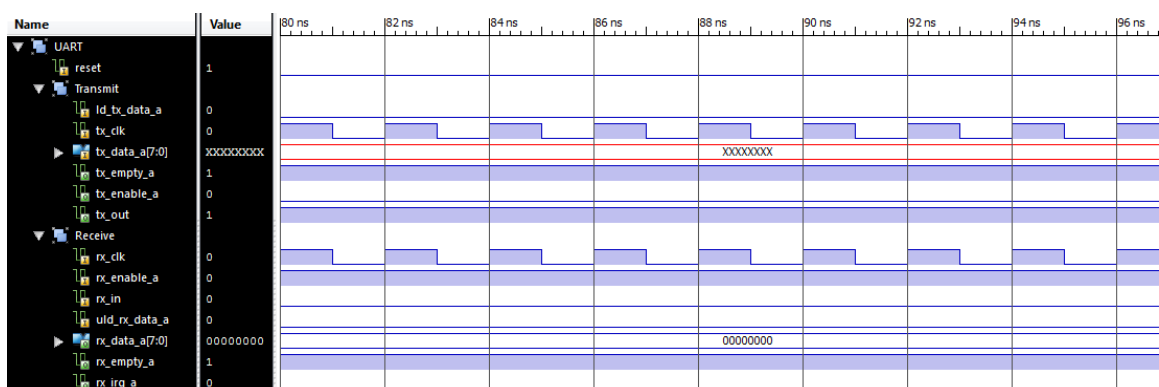 Name Value 80 ns 82 ns 84 ns 86 ns 88 ns 90 ns 92 ns 94 ns 96 ns
UART
reset 1
Transmit
ld_tx_data_a 0
tx_clk 0
tx_data_a[7:0] XXXXXXXX XXXXXXXX
tx_empty_a 1
tx_enable_a 0
tx_out 1
Receive
rx_clk 0
rx_enable_a 0
rx_in 0
uld_rx_data_a 0
rx_data_a[7:0] 00000000 00000000
rx_empty_a 1
rx_irq_a 0